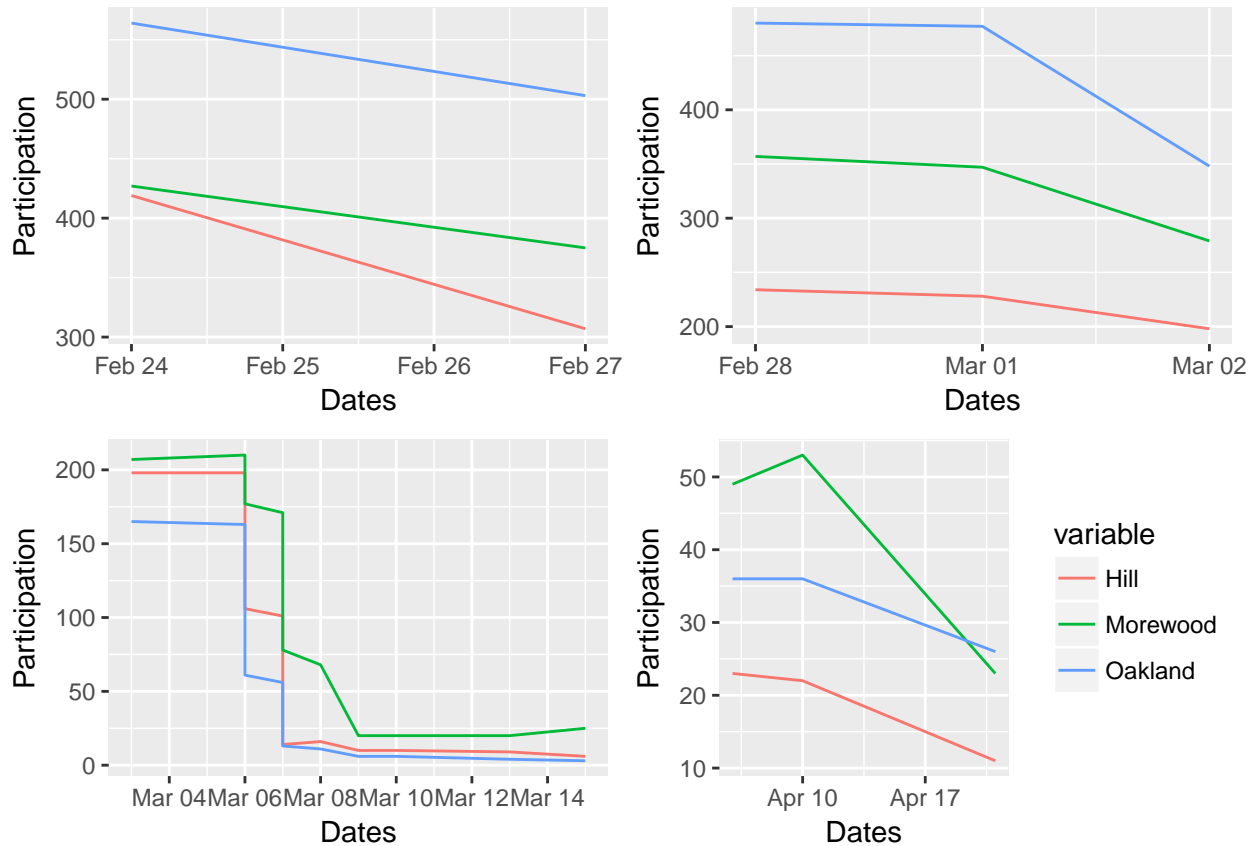 Participation
500
400
300
Feb 24 Feb 25 Feb 26 Feb 27
Dates
Participation
400
300
200
Feb 28 Mar 01 Mar 02
Dates
Participation
200
150
100
50
0
Mar 04 Mar 06 Mar 08 Mar 10 Mar 12 Mar 14
Dates
Participation
50
40
30
20
10
Apr 10 Apr 17
Dates
variable
Hill
Morewood
Oakland